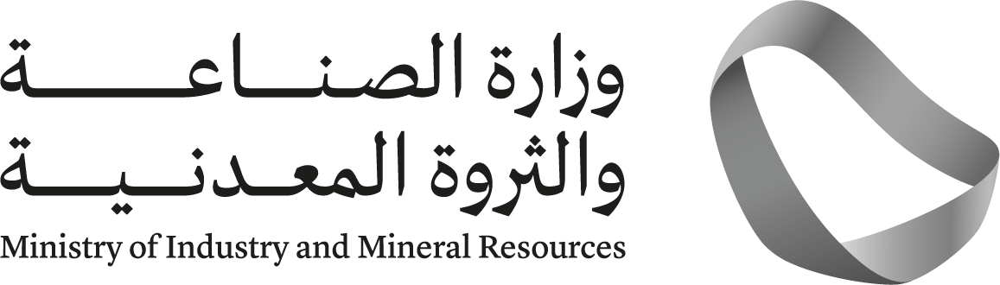 وزارة الصناعة
والثروة المعدنية
Ministry of Industry and Mineral Resources